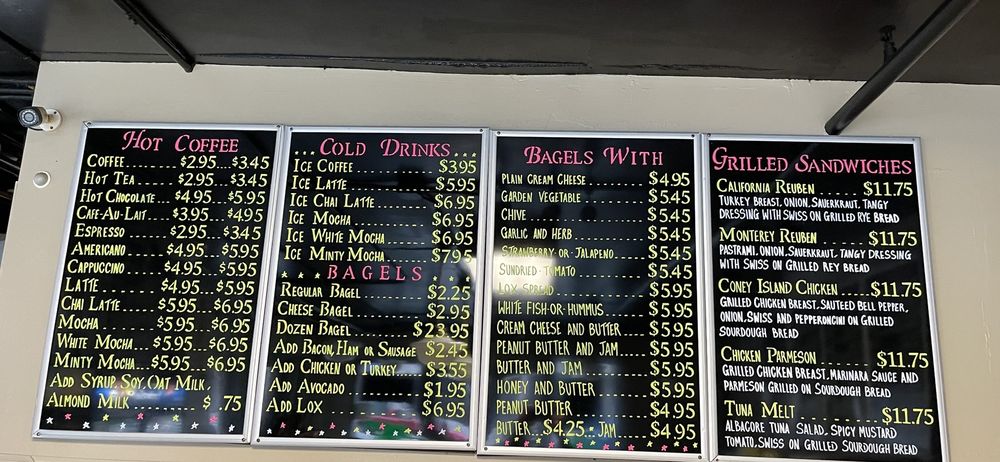 Hot Coffee
Coffee.......$2.95...$3.45
Hot Tea......$2.95...$3.45
Hot Chocolate...$4.95...$5.95
Cafe-Au-Lait....$3.95...$4.95
Espresso........$2.95...$3.45
Americano.......$4.95...$5.95
Cappuccino......$4.95...$5.95
Latte...........$4.95...$5.95
Chai Latte......$5.95...$6.95
Mocha...........$5.95...$6.95
White Mocha...$5.95...$6.95
Minty Mocha...$5.95...$6.95
Add Syrup, Soy, Oat Milk,
Almond Milk........$ .75
...Cold Drinks...
Ice Coffee..........$3.95
Ice Latte...........$5.95
Ice Chai Latte......$6.95
Ice Mocha...........$6.95
Ice White Mocha.....$6.95
Ice Minty Mocha.....$7.95
Bagels
Regular Bagel.......$2.25
Cheese Bagel........$2.95
Dozen Bagel.......$23.95
Add Bacon, Ham or Sausage $2.45
Add Chicken or Turkey....$3.55
Add Avocado.........$1.95
Add Lox.............$6.95
Bagels With
Plain Cream Cheese......$4.95
Garden Vegetable........$5.45
Chive...................$5.45
Garlic and Herb.........$5.45
Strawberry-or-Jalapeno..$5.45
Sundried-Tomato.........$5.45
Lox Spread..............$5.95
White Fish-or-Hummus....$5.95
Cream Cheese and Butter...$5.95
Peanut Butter and Jam.....$5.95
Butter and Jam..........$5.95
Honey and Butter........$5.95
Peanut Butter...........$4.95
Butter...$4.25...Jam....$4.95
Grilled Sandwiches
California Reuben.......$11.75
Turkey Breast, Onion, Sauerkraut, Tangy
Dressing with Swiss on Grilled Rye Bread
Monterey Reuben.......$11.75
Pastrami, Onion, Sauerkraut, Tangy Dressing
with Swiss on Grilled Rey Bread
Coney Island Chicken....$11.75
Grilled Chicken Breast, Sauteed Bell Pepper,
Onion, Swiss and Pepperoncini on Grilled
Sourdough Bread
Chicken Parmeson........$11.75
Grilled Chicken Breast, Marinara Sauce and
Parmeson Grilled on Sourdough Bread
Tuna Melt...............$11.75
Albacore Tuna Salad, Spicy Mustard
Tomato, Swiss on Grilled Sourdough Bread